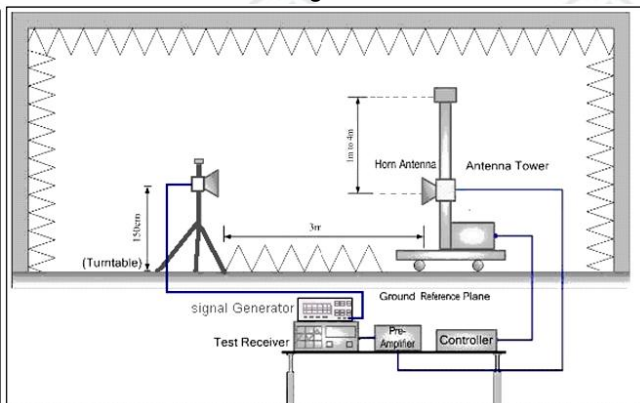 1m to 4m
Horn Antenna
Antenna Tower
150cm
3m
(Turntable)
Ground Reference Plane
signal Generator
Test Receiver
Pre-
Amplifier
Controller